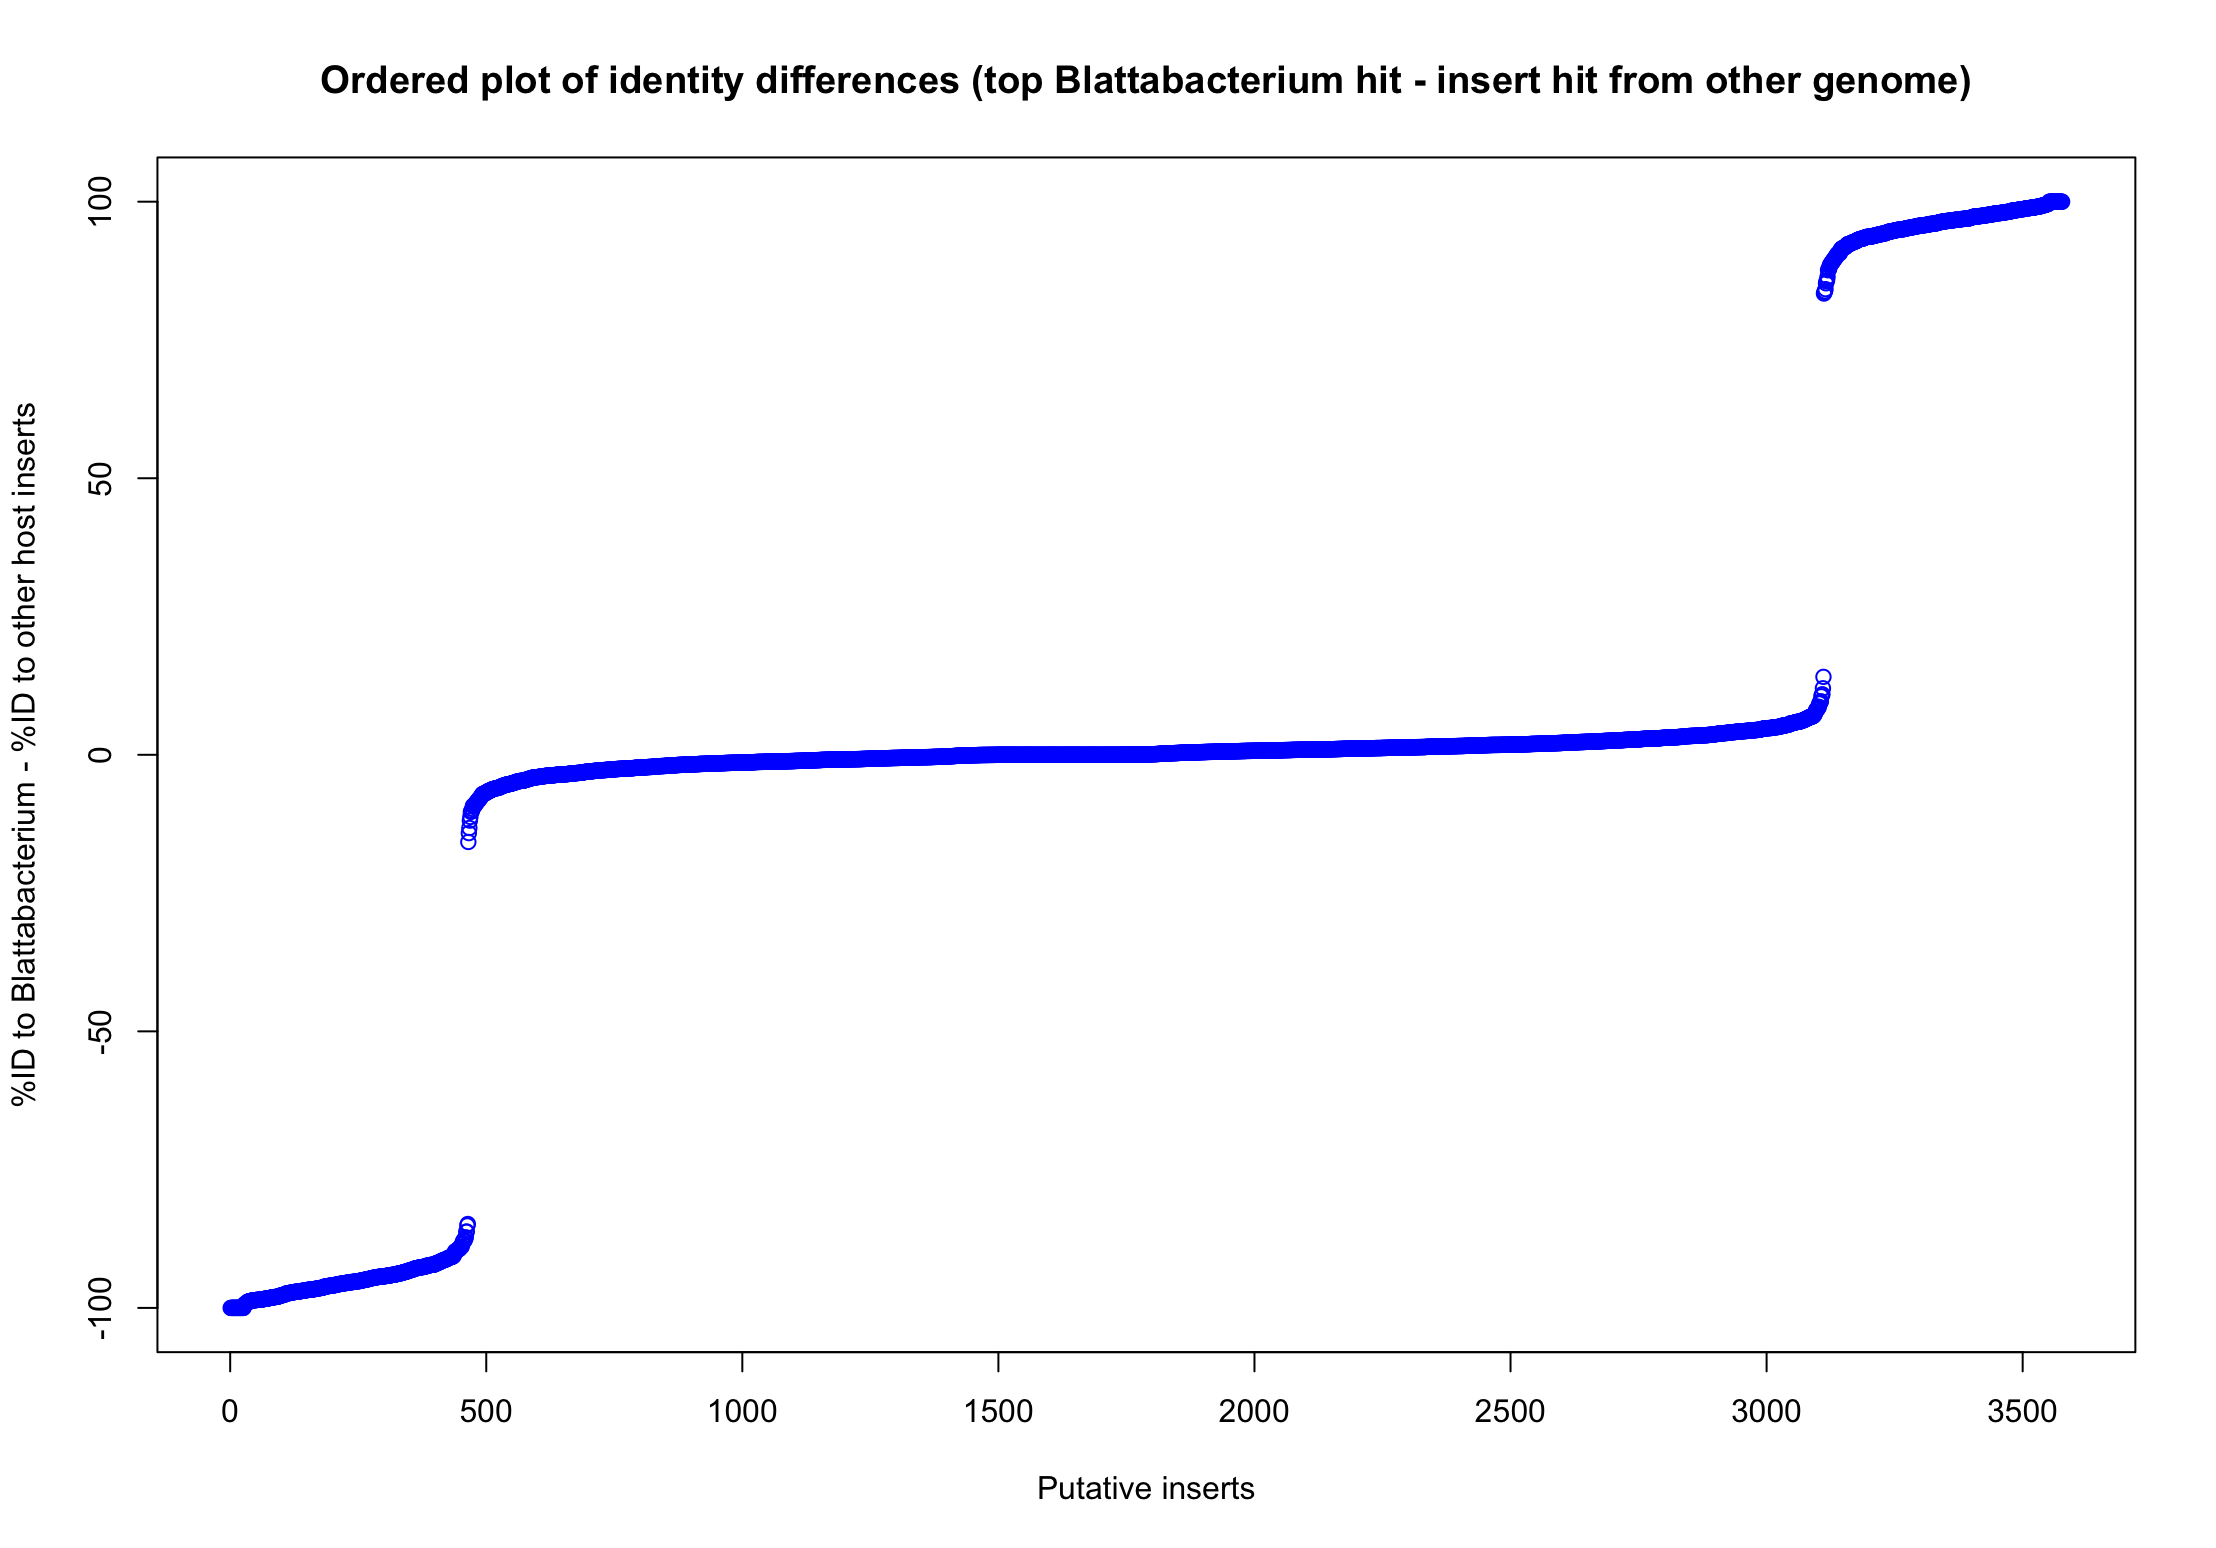 Ordered plot of identity differences (top Blattabacterium hit - insert hit from other genome)
%ID to Blattabacterium - %ID to other host inserts
100
50
0
-50
-100
0 500 1000 1500 2000 2500 3000 3500
Putative inserts